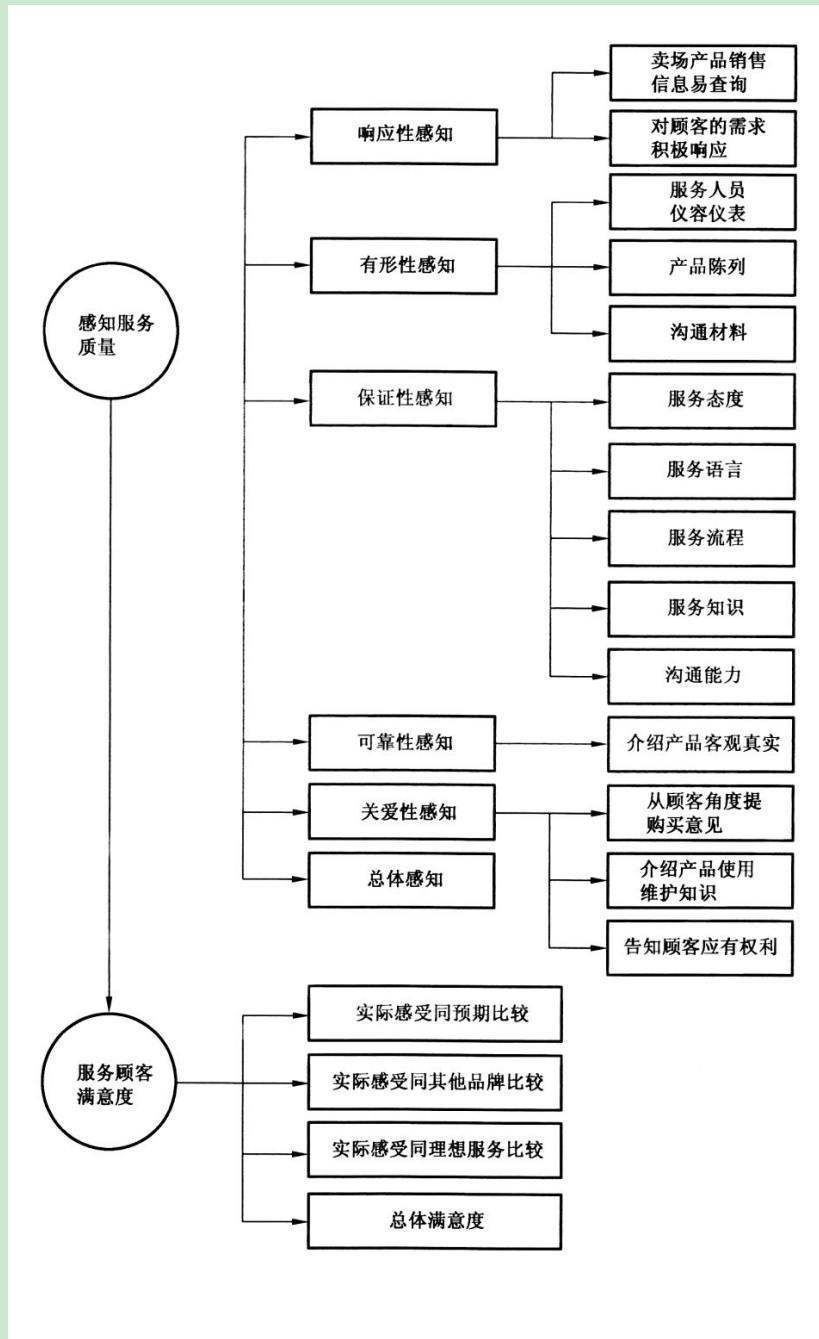 卖场产品销售
信息易查询
响应性感知
对顾客的需求
积极响应
服务人员
仪容仪表
有形性感知
产品陈列
感知服务
质量
沟通材料
保证性感知
服务态度
服务语言
服务流程
服务知识
沟通能力
可靠性感知
介绍产品客观真实
关爱性感知
从顾客角度提
购买意见
总体感知
介绍产品使用
维护知识
告知顾客应有权利
实际感受同预期比较
服务顾客
满意度
实际感受同其他品牌比较
实际感受同理想服务比较
总体满意度